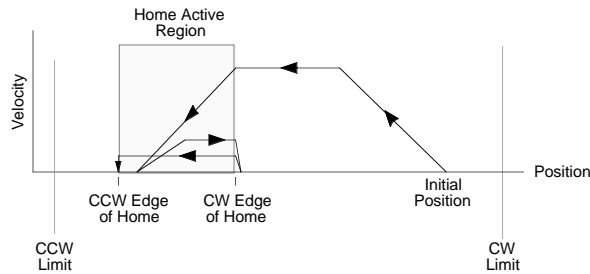 Home Active
Region
Velocity
Position
CCW Edge
of Home
CW Edge
of Home
Initial
Position
CCW
Limit
CW
Limit